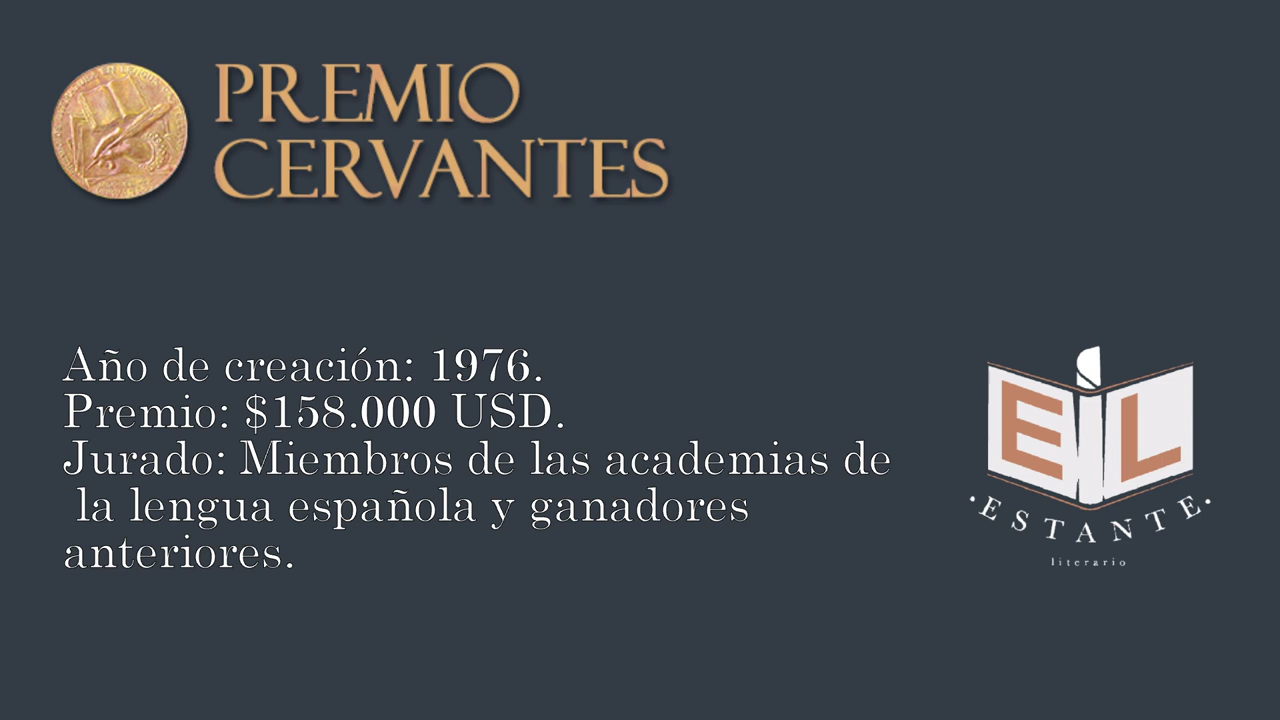 PREMIO
CERVANTES
Año de creación: 1976.
Premio: $158.000 USD.
Jurado: Miembros de las academias de
la lengua española y ganadores
anteriores.
EL
·ESTANTE·
literario